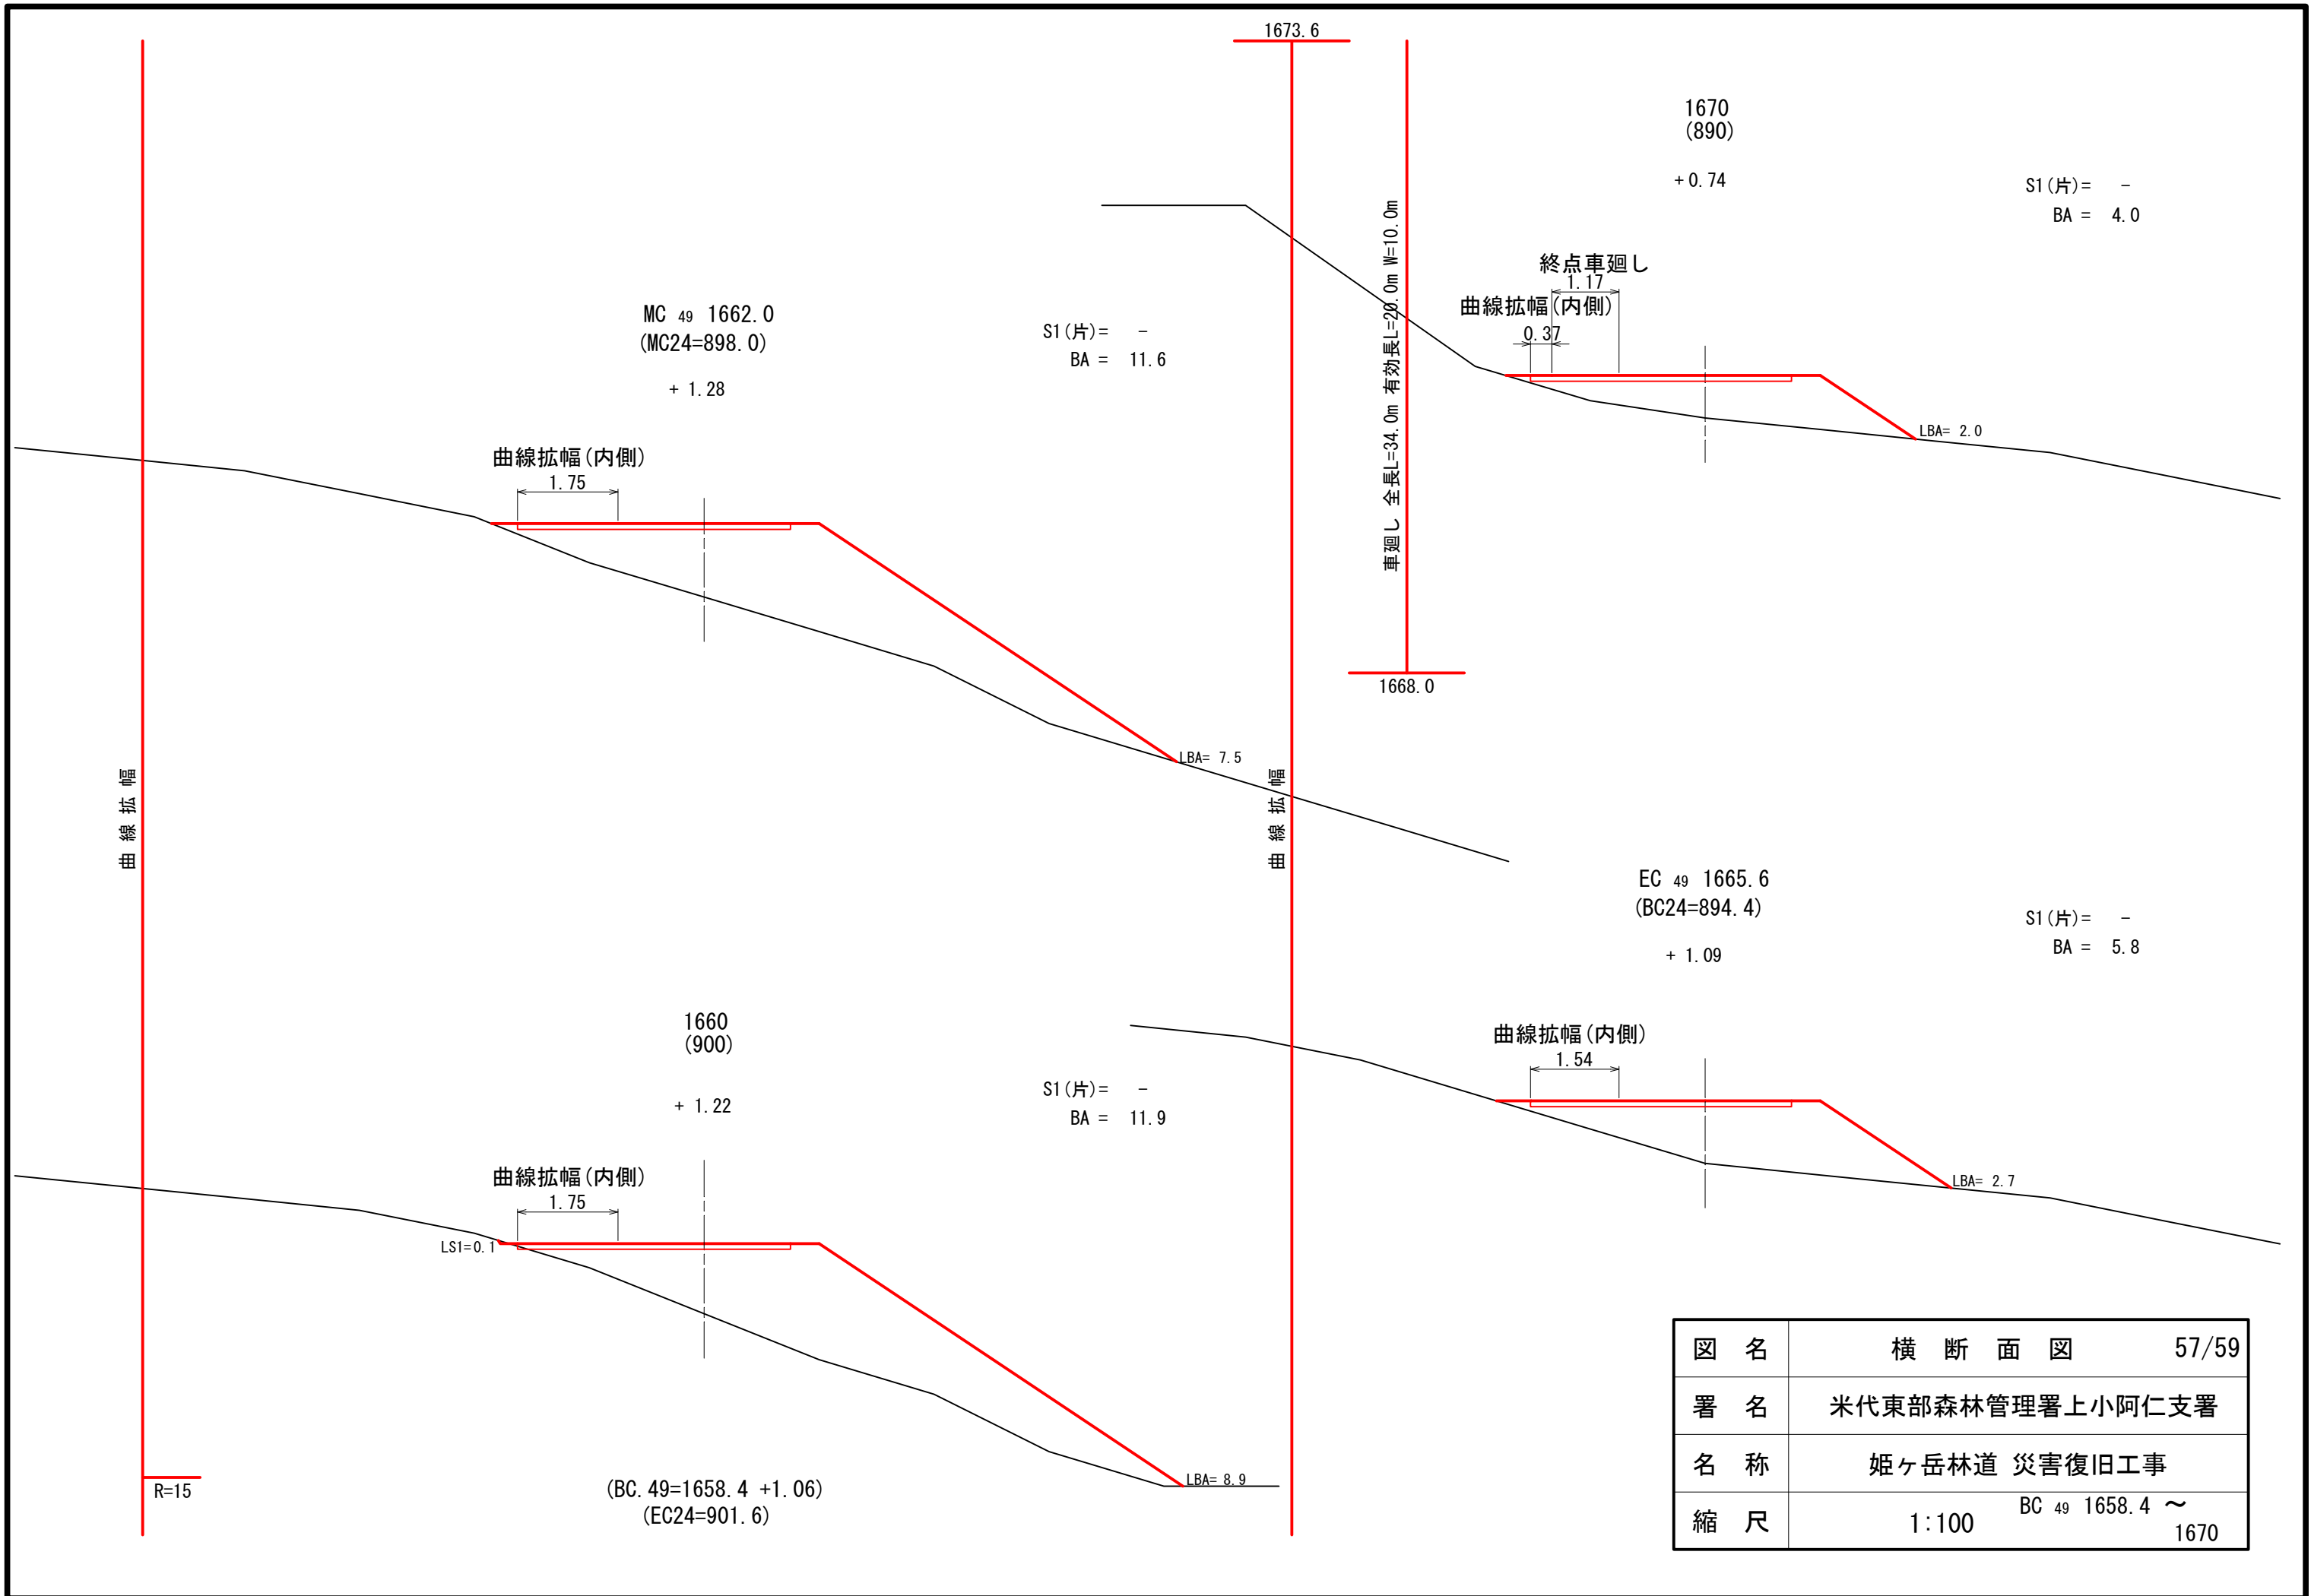 1673.6
1670
(890)
+0.74
S1(片)= -
BA = 4.0
終点車廻し
1.17
曲線拡幅(内側)
0.37
LBA= 2.0
車廻し 全長L=34.0m 有効長L=20.0m W=10.0m
1668.0
MC 49 1662.0
(MC24=898.0)
+ 1.28
S1(片)= -
BA = 11.6
曲線拡幅(内側)
1.75
LBA= 7.5
曲線拡幅
曲線拡幅
EC 49 1665.6
(BC24=894.4)
+ 1.09
S1(片)= -
BA = 5.8
曲線拡幅(内側)
1.54
LBA= 2.7
1660
(900)
+ 1.22
S1(片)= -
BA = 11.9
曲線拡幅(内側)
1.75
LS1=0.1
LBA= 8.9
R=15
(BC.49=1658.4 +1.06)
(EC24=901.6)
図 名 横 断 面 図 57/59
署 名 米代東部森林管理署上小阿仁支署
名 称 姫ヶ岳林道 災害復旧工事
縮 尺 1:100 BC 49 1658.4 ～
1670